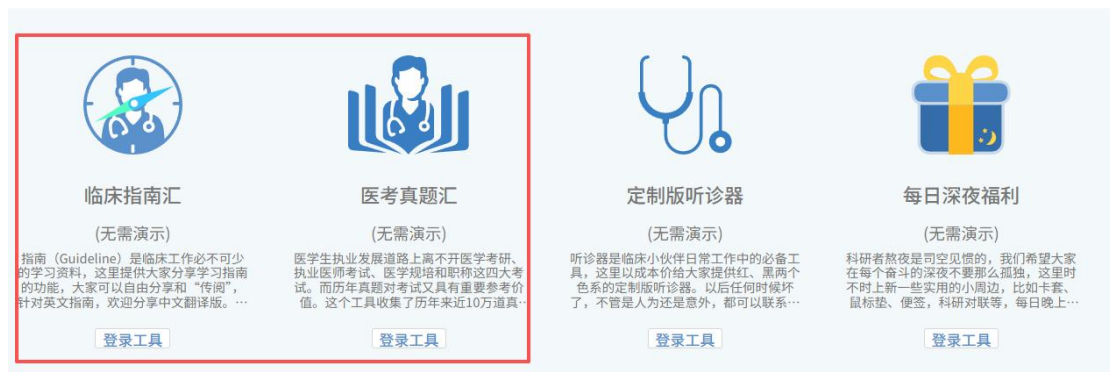 临床指南汇
(无需演示)
指南（Guideline）是临床工作必不可少
的学习资料，这里提供大家分享学习指南
的功能，大家可以自由分享和“传阅”，
针对英文指南，欢迎分享中文翻译版。…
登录工具
医考真题汇
(无需演示)
医学生执业发展道路上离不开医学考研、
执业医师考试、医学规培和职称这四大考
试。而历年真题对考试又具有重要参考价
值。这个工具收集了历年来近10万道真…
登录工具
定制版听诊器
(无需演示)
听诊器是临床小伙伴日常工作中的必备工
具，这里以成本价给大家提供红、黑两个
色系的定制版听诊器。以后任何时候坏
了，不管是人为还是意外，都可以联系…
登录工具
每日深夜福利
(无需演示)
科研者熬夜是司空见惯的，我们希望大家
在每个奋斗的深夜不要那么孤独，这里时
不时上新一些实用的小周边，比如卡套、
鼠标垫、便签，科研对联等，每日晚上…
登录工具